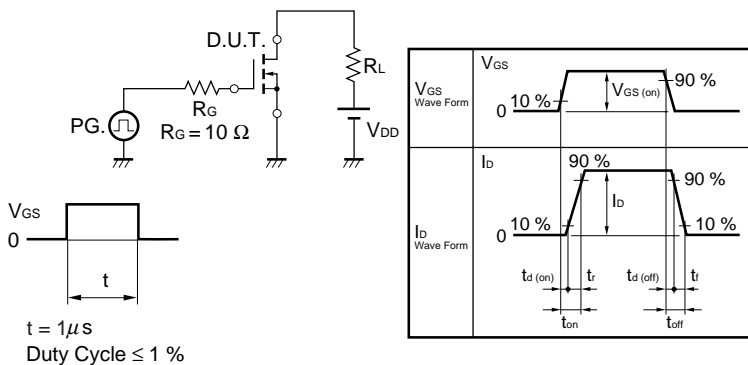 D.U.T.
RL
RG
PG.
RG = 10 Ω
VDD
VGS
0
t
t = 1μs
Duty Cycle ≤ 1 %
VGS
Wave Form
VGS
10 %
VGS (on)
90 %
0
ID
Wave Form
ID
90 %
90 %
ID
10 %
10 %
0
td (on)
tr
td (off)
tf
ton
toff